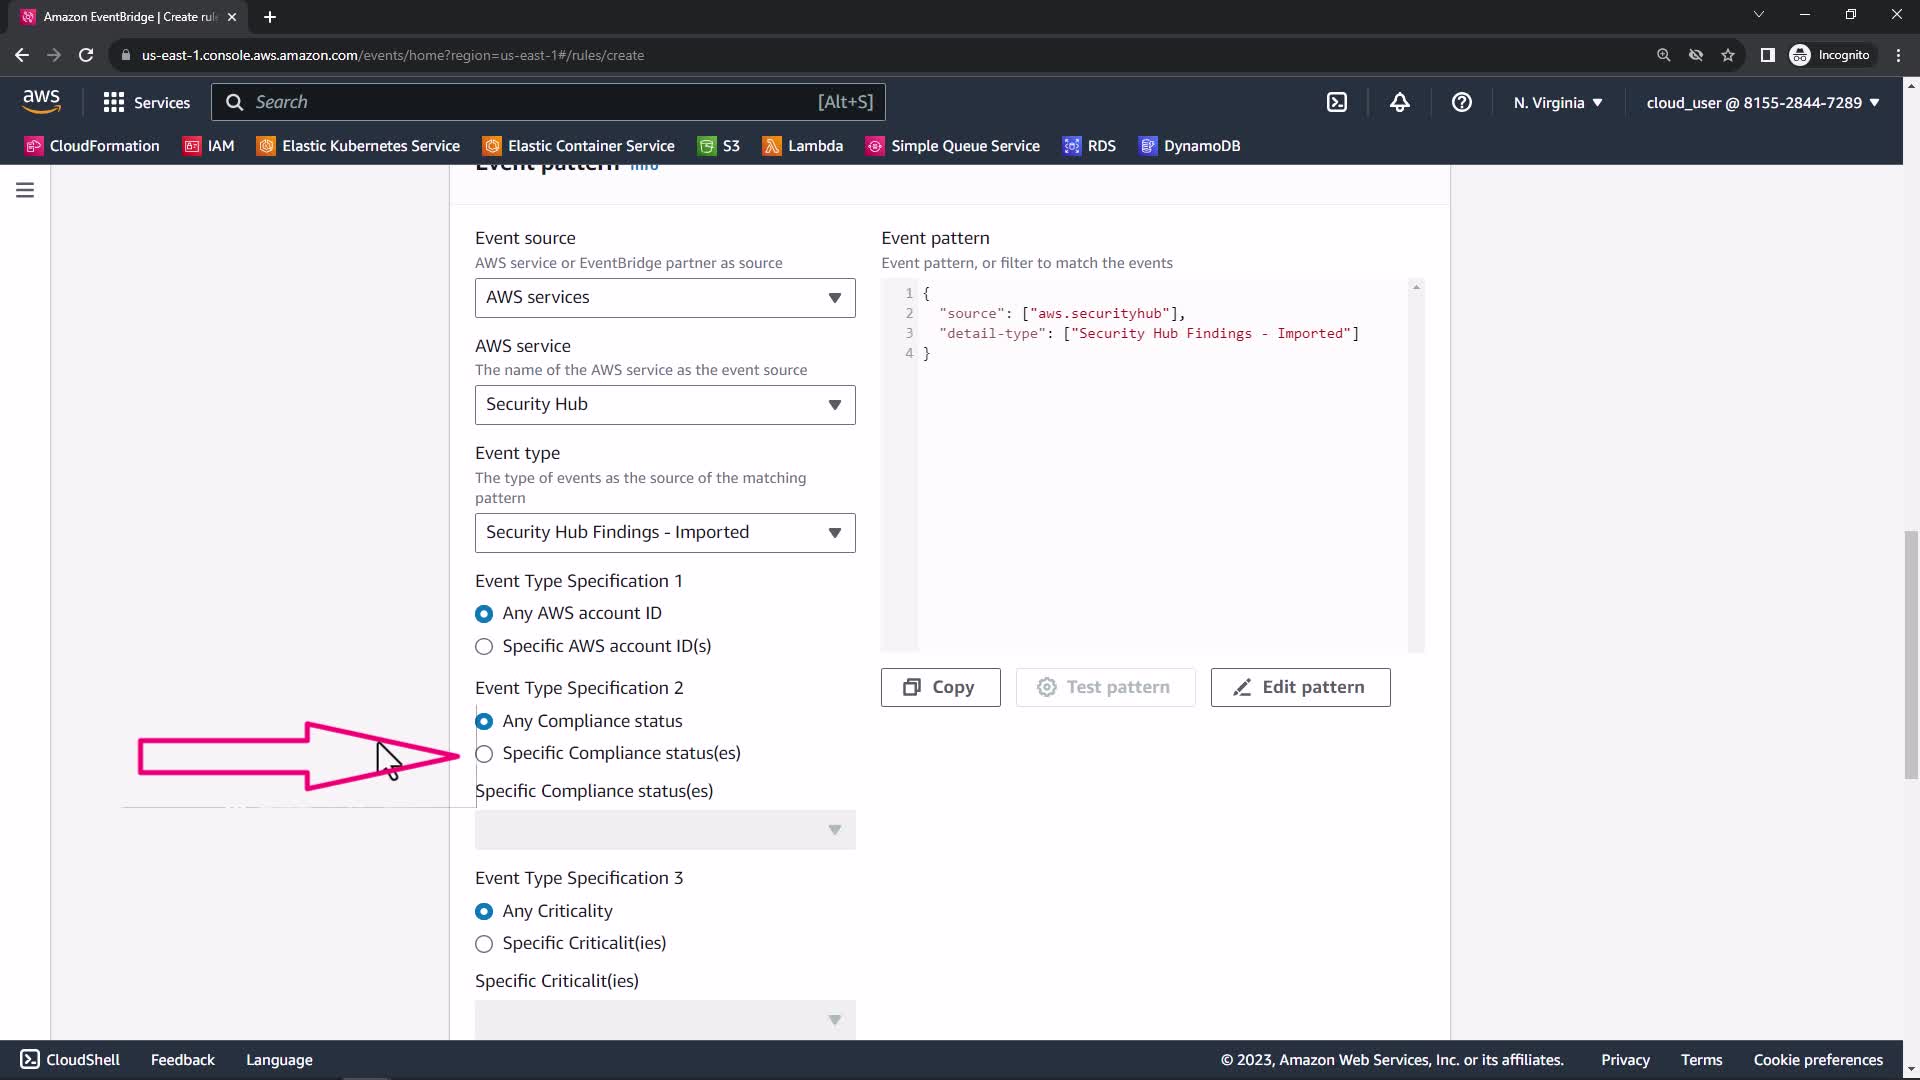 Amazon EventBridge | Create rul
us-east-1.console.aws.amazon.com/events/home?region=us-east-1#/rules/create
Incognito
aws
Services
Search
[Alt+S]
N. Virginia
cloud_user @ 8155-2844-7289
CloudFormation
IAM
Elastic Kubernetes Service
Elastic Container Service
S3
Lambda
Simple Queue Service
RDS
DynamoDB
Event pattern Info
Event source
AWS service or EventBridge partner as source
AWS services
AWS service
The name of the AWS service as the event source
Security Hub
Event type
The type of events as the source of the matching
pattern
Security Hub Findings - Imported
Event Type Specification 1
Any AWS account ID
Specific AWS account ID(s)
Event Type Specification 2
Any Compliance status
Specific Compliance status(es)
Specific Compliance status(es)
Event Type Specification 3
Any Criticality
Specific Criticalit(ies)
Specific Criticalit(ies)
Event pattern
Event pattern, or filter to match the events
1 {
2 "source": ["aws.securityhub"],
3 "detail-type": ["Security Hub Findings - Imported"]
4 }
Copy
Test pattern
Edit pattern
CloudShell
Feedback
Language
© 2023, Amazon Web Services, Inc. or its affiliates.
Privacy
Terms
Cookie preferences